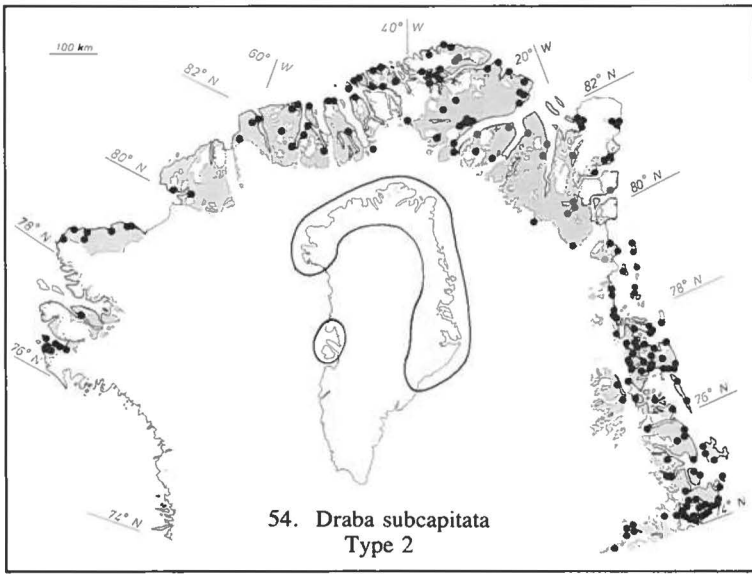 100 km
60° W
40° W
20° W
82° N
82° N
80° N
80° N
78° N
78° N
76° N
76° N
74° N
54. Draba subcapitata
Type 2